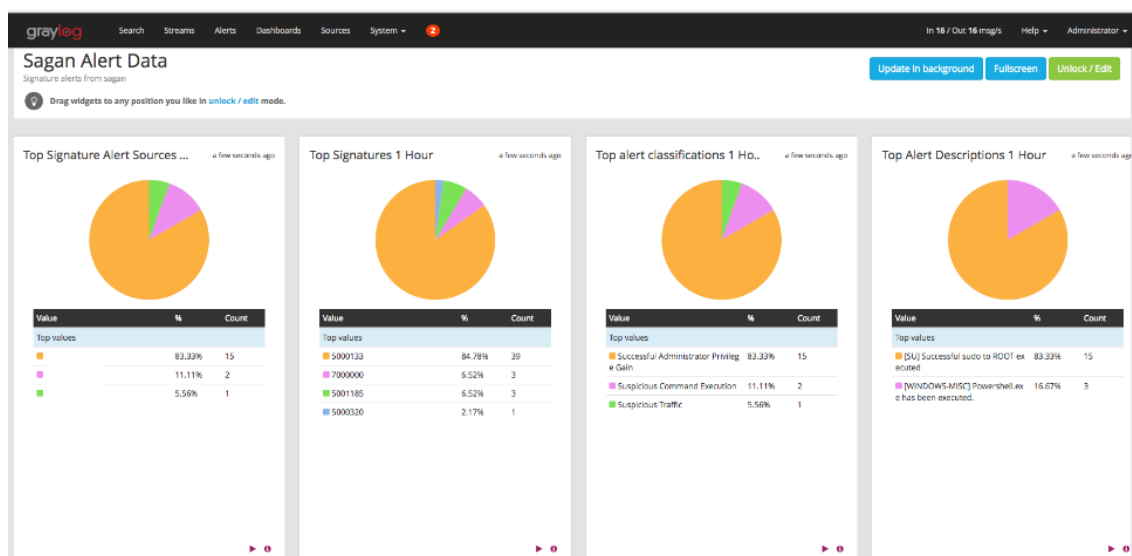 graylog Search Streams Alerts Dashboards Sources System 2 In 16 / Out 16 msg/s Help Administrator
Sagan Alert Data
Signature alerts from sagan
Update in background Fullscreen Unlock / Edit
Drag widgets to any position you like in unlock / edit mode.
Top Signature Alert Sources ... a few seconds ago
Value % Count
Top values
83.33% 15
11.11% 2
5.56% 1
Top Signatures 1 Hour a few seconds ago
Value % Count
Top values
5000133 84.78% 39
7000000 6.52% 3
5001185 6.52% 3
5000320 2.17% 1
Top alert classifications 1 Ho.. a few seconds ago
Value % Count
Top values
Successful Administrator Privileg 83.33% 15
e Gain
Suspicious Command Execution 11.11% 2
Suspicious Traffic 5.56% 1
Top Alert Descriptions 1 Hour a few seconds ago
Value % Count
Top values
[SU] Successful sudo to ROOT ex 83.33% 15
ecuted
[WINDOWS-MISC] Powershell.ex 16.67% 3
e has been executed.